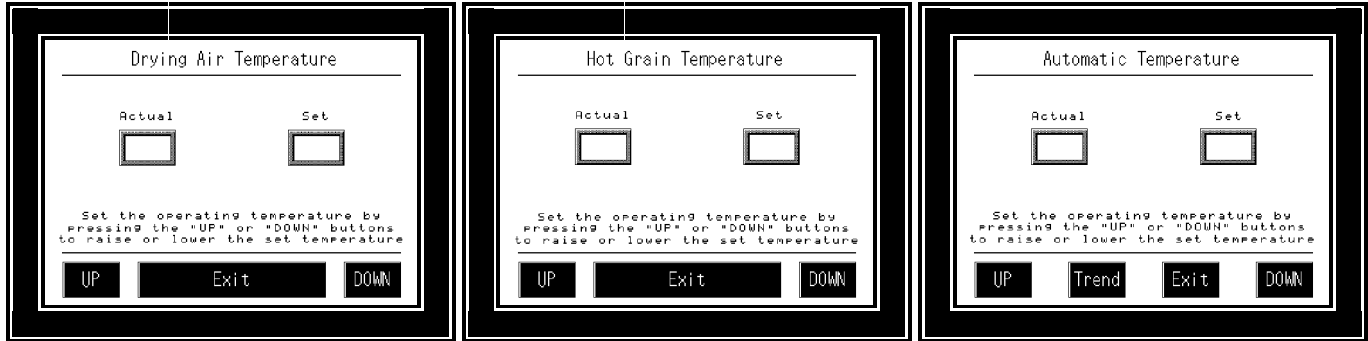 Drying Air Temperature
Actual Set
Set the operating temperature by
pressing the "UP" or "DOWN" buttons
to raise or lower the set temperature
UP Exit DOWN
Hot Grain Temperature
Actual Set
Set the operating temperature by
pressing the "UP" or "DOWN" buttons
to raise or lower the set temperature
UP Exit DOWN
Automatic Temperature
Actual Set
Set the operating temperature by
pressing the "UP" or "DOWN" buttons
to raise or lower the set temperature
UP Trend Exit DOWN